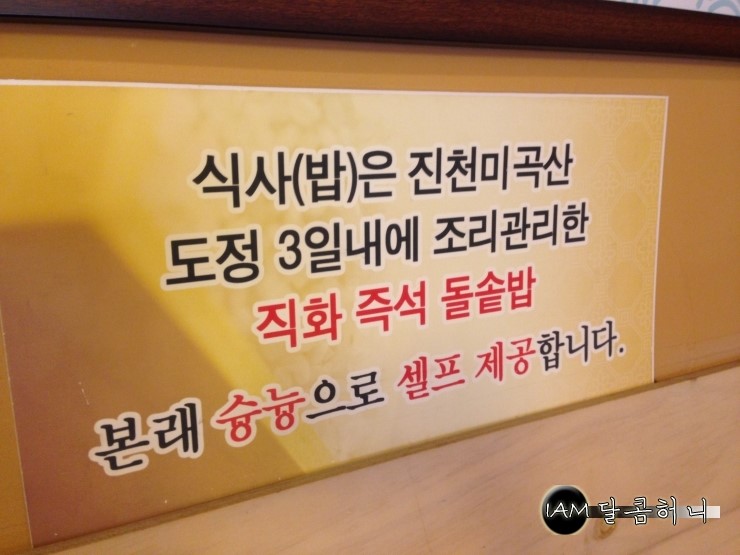 식사(밥)은 진천미곡산
도정 3일내에 조리관리한
직화 즉석 돌솥밥
본래 슝늉으로 셀프 제공합니다.
IAM 달콤허니